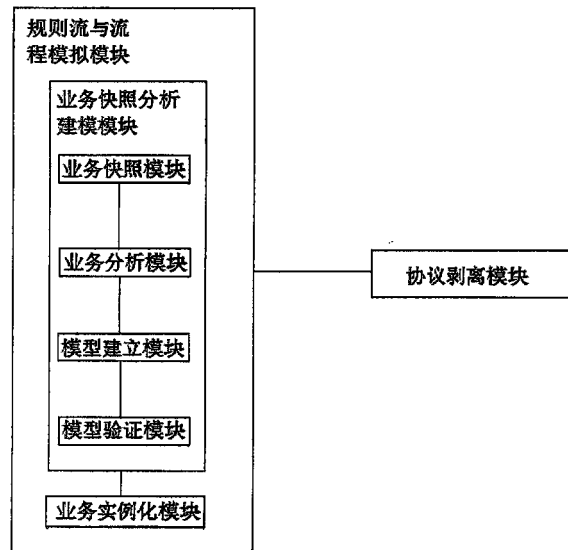 规则流与流
程模拟模块
业务快照分析
建模模块
业务快照模块
业务分析模块
协议剥离模块
模型建立模块
模型验证模块
业务实例化模块